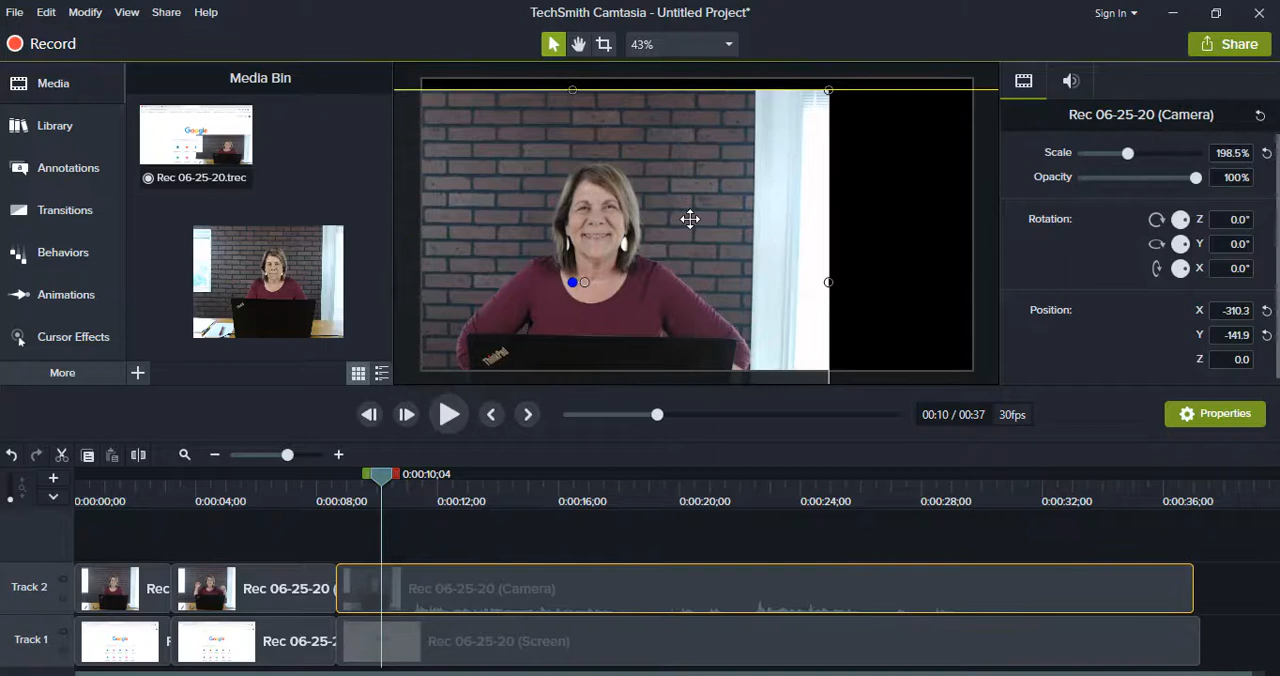 File Edit Modify View Share Help TechSmith Camtasia - Untitled Project* Sign In
Record 43% Share
Media Media Bin
Google
Rec 06-25-20.trec
Library
Annotations
Transitions
Behaviors
Animations
Cursor Effects
More
ThinkPad
Rec 06-25-20 (Camera)
Scale 198.5%
Opacity 100%
Rotation: Z 0.0°
Y 0.0°
X 0.0°
Position: X -310.3
Y -141.9
Z 0.0
00:10 / 00:37 30fps Properties
0:00:10;04
0:00:00;00 0:00:04;00 0:00:08;00 0:00:12;00 0:00:16;00 0:00:20;00 0:00:24;00 0:00:28;00 0:00:32;00 0:00:36;00
Track 2 Rec Rec 06-25-20 ( Rec 06-25-20 (Camera)
Track 1 Google Google Rec 06-25-2 Rec 06-25-20 (Screen)